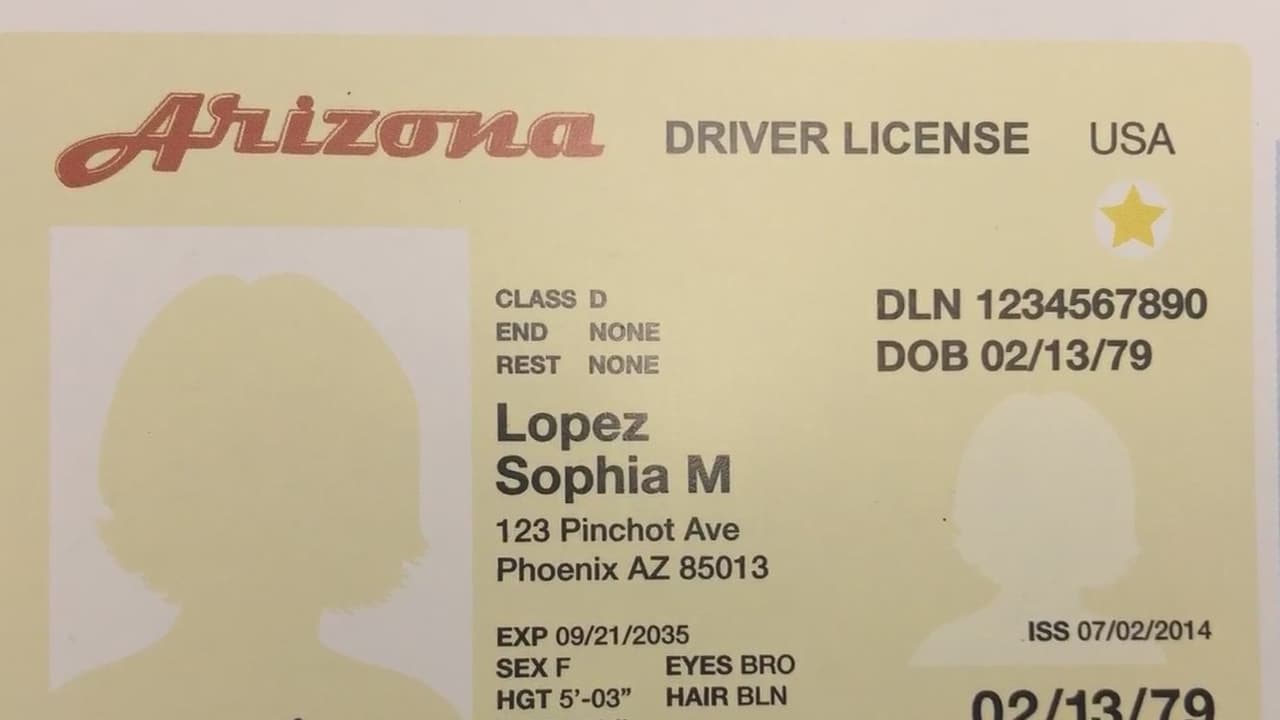 Arizona DRIVER LICENSE USA
CLASS D
END NONE
REST NONE
DLN 1234567890
DOB 02/13/79
Lopez
Sophia M
123 Pinchot Ave
Phoenix AZ 85013
EXP 09/21/2035
SEX F EYES BRO
HGT 5'-03” HAIR BLN
ISS 07/02/2014
02/13/79